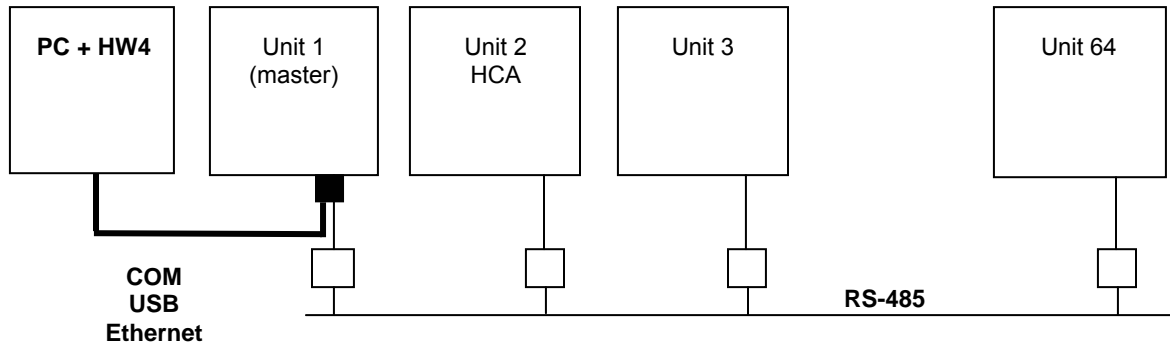 PC + HW4
Unit 1
(master)
Unit 2
HCA
Unit 3
Unit 64
COM
USB
Ethernet
RS-485